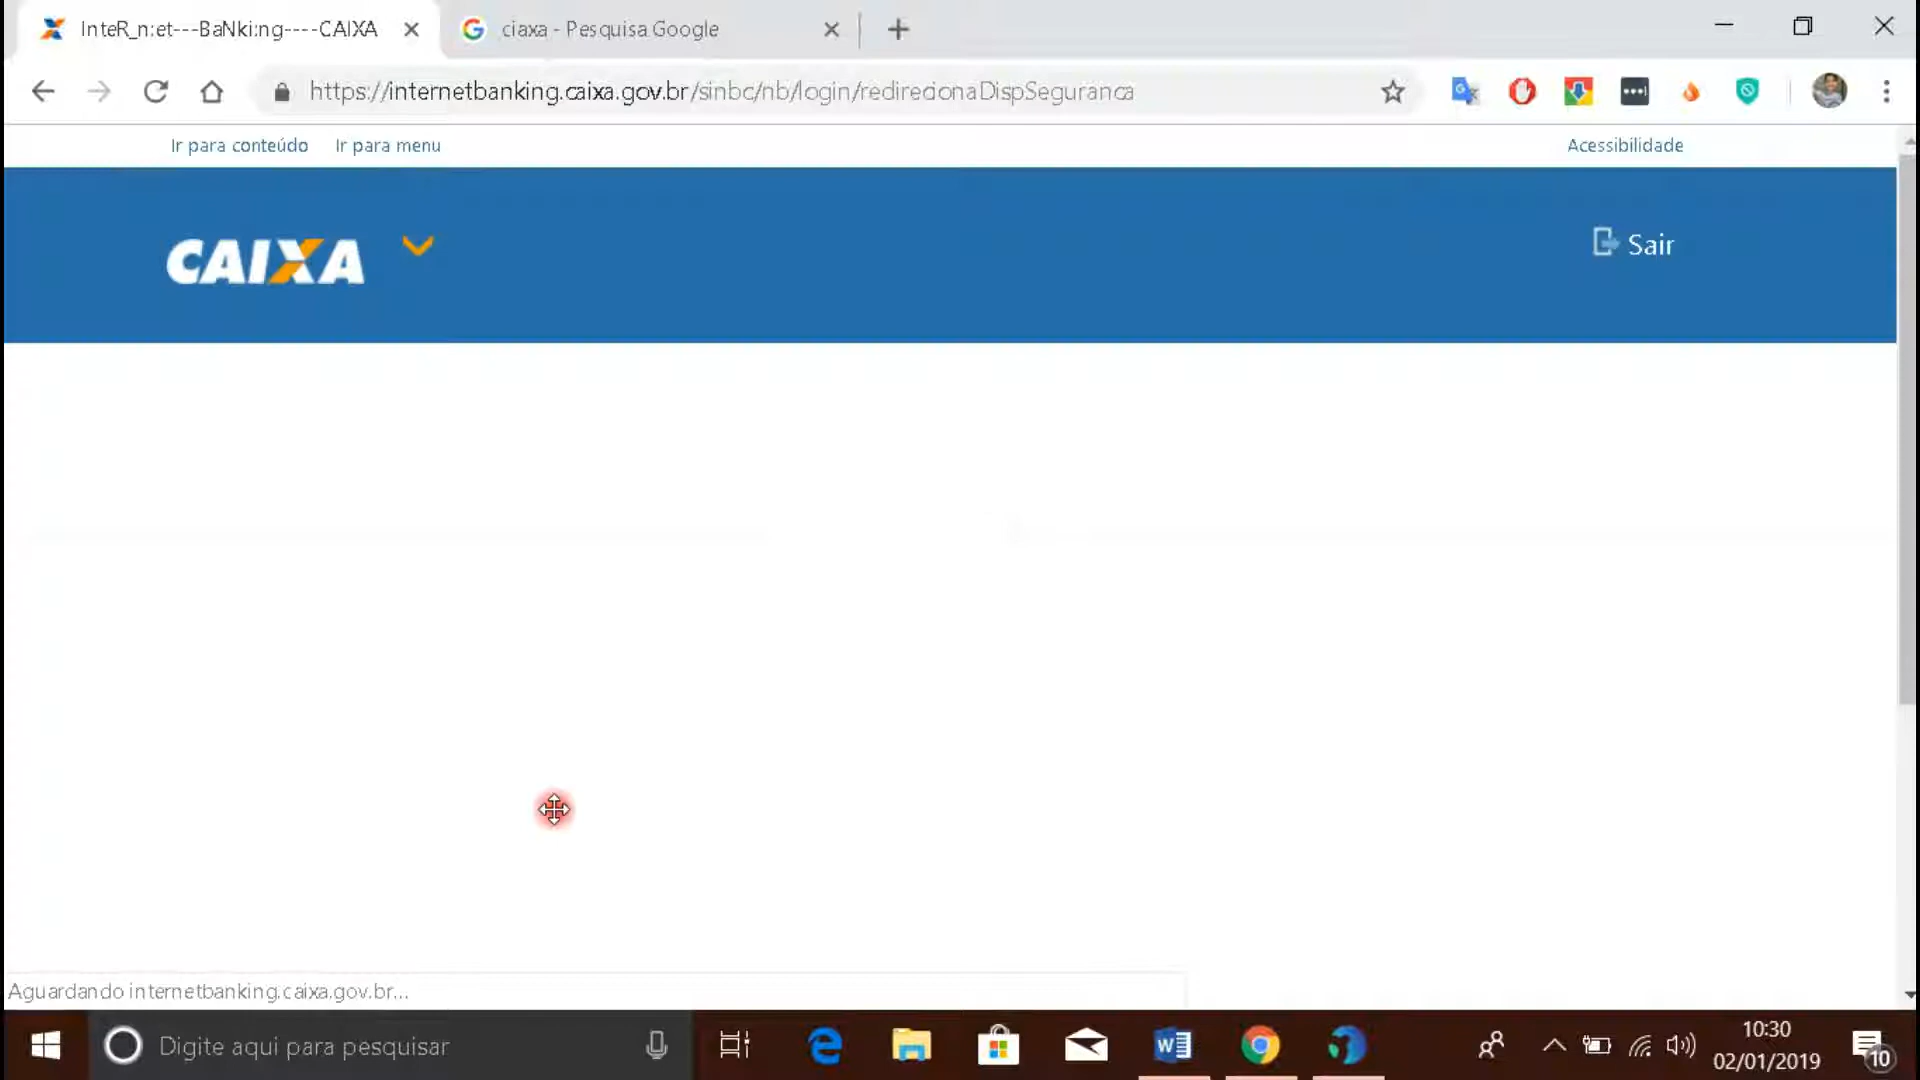 InteR_n:et---BaNki:ng----CAIXA
ciaxa - Pesquisa Google
https://internetbanking.caixa.gov.br/sinbc/nb/login/redirecionaDispSeguranca
Ir para conteúdo
Ir para menu
Acessibilidade
CAIXA
Sair
Aguardando internetbanking.caixa.gov.br...
Digite aqui para pesquisar
10:30
02/01/2019
10